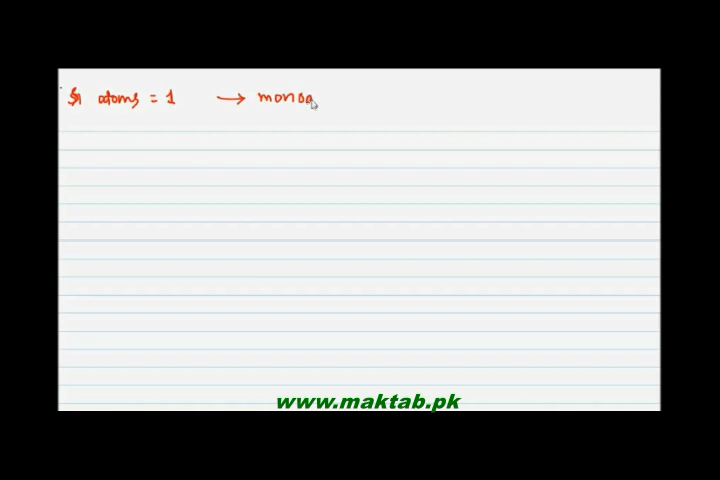 atoms = 1 → monoa
www.maktab.pk